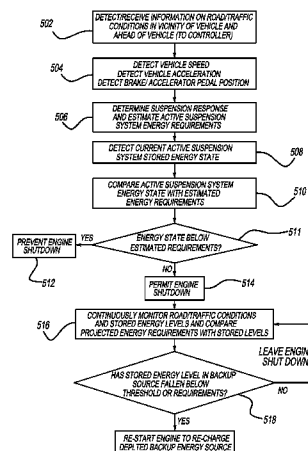 502
DETECT/RECEIVE INFORMATION ON ROAD/TRAFFIC
CONDITIONS IN VICINITY OF VEHICLE AND
AHEAD OF VEHICLE (TO CONTROLLER)
504
DETECT VEHICLE SPEED
DETECT VEHICLE ACCELERATION
DETECT BRAKE/ ACCELERATOR PEDAL POSITION
506
DETERMINE SUSPENSION RESPONSE
AND ESTIMATE ACTIVE SUSPENSION
SYSTEM ENERGY REQUIREMENTS
508
DETECT CURRENT ACTIVE SUSPENSION
SYSTEM STORED ENERGY STATE
510
COMPARE ACTIVE SUSPENSION SYSTEM
ENERGY STATE WITH ESTIMATED
ENERGY REQUIREMENTS
511
ENERGY STATE BELOW
ESTIMATED REQUIREMENTS?
YES
PREVENT ENGINE
SHUTDOWN
512
NO
PERMIT ENGINE
SHUTDOWN
514
516
CONTINUOUSLY MONITOR ROAD/TRAFFIC CONDITIONS
AND STORED ENERGY LEVELS AND COMPARE
PROJECTED ENERGY REQUIREMENTS WITH STORED LEVELS
LEAVE ENGINE
SHUT DOWN
HAS STORED ENERGY LEVEL IN BACKUP
SOURCE FALLEN BELOW
THRESHOLD OR REQUIREMENTS?
NO
518
YES
RE-START ENGINE TO RE-CHARGE
DEPLTED BACKUP ENERGY SOURCE